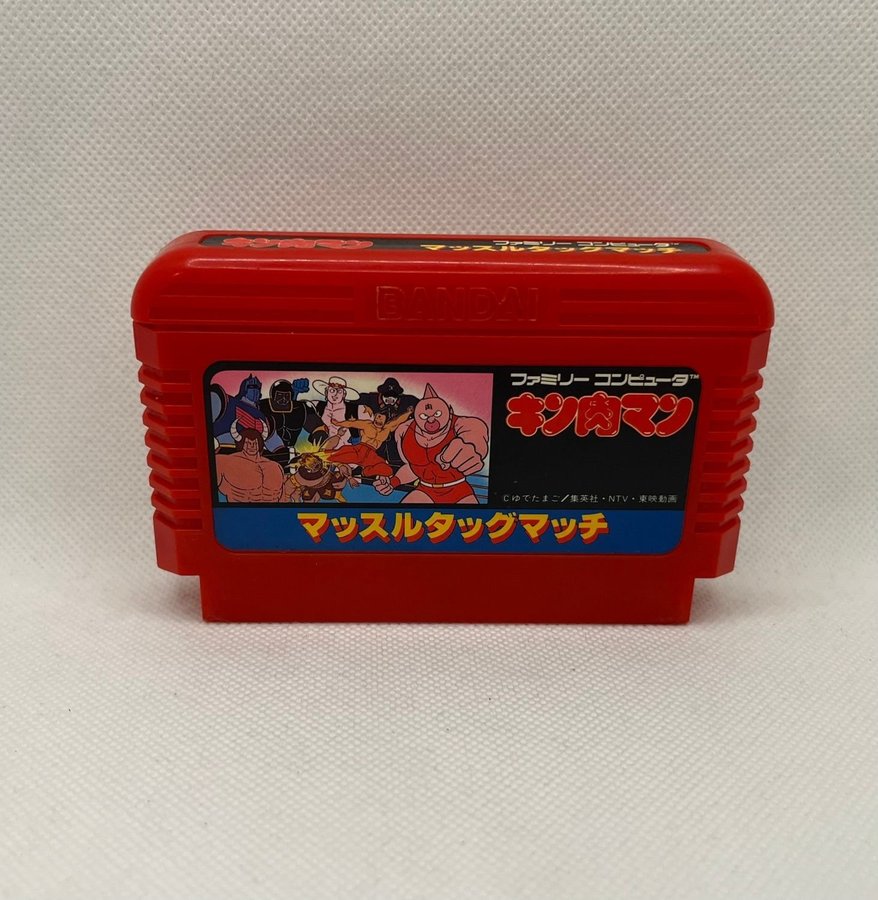 キン肉マン
ファミリー コンピュータ™
マッスルタッグマッチ
BANDAI
ファミリー コンピュータ™
キン肉マン
©ゆでたまご/集英社・NTV・東映動画
マッスルタッグマッチ